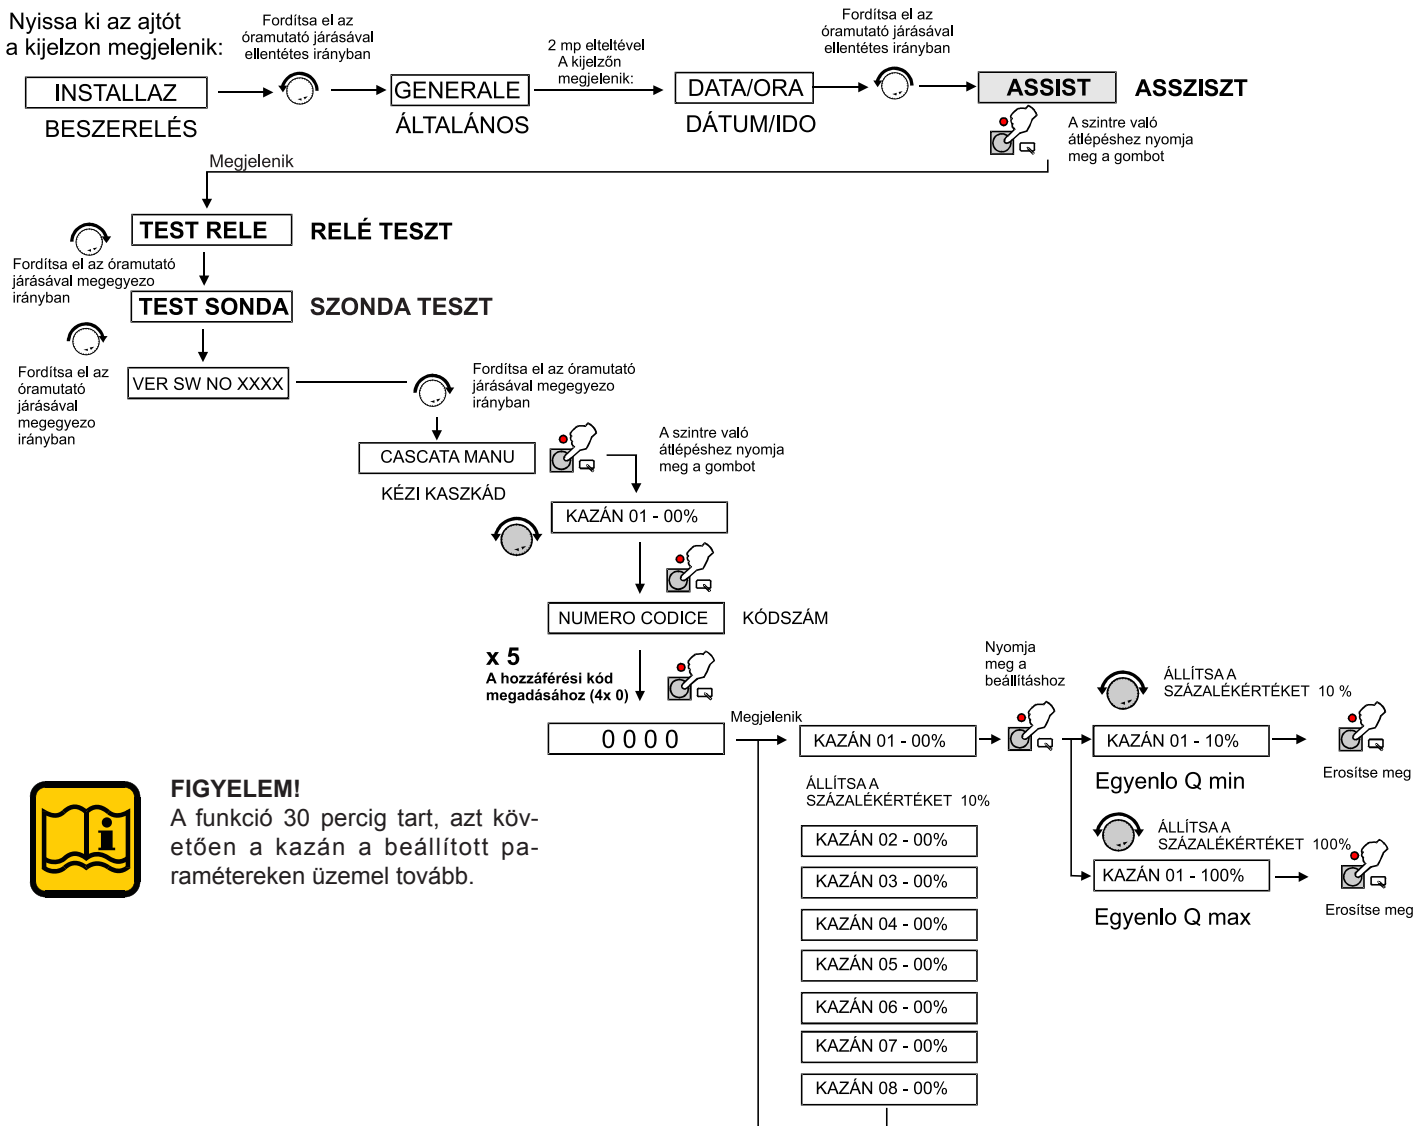 Nyissa ki az ajtót
a kijelzon megjelenik:
Fordítsa el az
óramutató járásával
ellentétes irányban
2 mp elteltével
A kijelzőn
megjelenik:
Fordítsa el az
óramutató járásával
ellentétes irányban
INSTALLAZ
GENERALE
DATA/ORA
ASSIST
ASSZISZT
BESZERELÉS
ÁLTALÁNOS
DÁTUM/IDO
A szintre való
átlépéshez nyomja
meg a gombot
Megjelenik
TEST RELE
RELÉ TESZT
Fordítsa el az óramutató
járásával megegyezo
irányban
TEST SONDA
SZONDA TESZT
Fordítsa el az
óramutató
járásával
megegyezo
irányban
VER SW NO XXXX
Fordítsa el az óramutató
járásával megegyezo
irányban
CASCATA MANU
KÉZI KASZKÁD
A szintre való
átlépéshez nyomja
meg a gombot
KAZÁN 01 - 00%
NUMERO CODICE
KÓDSZÁM
x 5
A hozzáférési kód
megadásához (4x 0)
0 0 0 0
Megjelenik
KAZÁN 01 - 00%
Nyomja
meg a
beállításhoz
ÁLLÍTSA A
SZÁZALÉKÉRTÉKET 10 %
KAZÁN 01 - 10%
Erosítse meg
Egyenlo Q min
ÁLLÍTSA A
SZÁZALÉKÉRTÉKET 100%
KAZÁN 01 - 100%
Erosítse meg
Egyenlo Q max
ÁLLÍTSA A
SZÁZALÉKÉRTÉKET 10%
KAZÁN 02 - 00%
KAZÁN 03 - 00%
KAZÁN 04 - 00%
KAZÁN 05 - 00%
KAZÁN 06 - 00%
KAZÁN 07 - 00%
KAZÁN 08 - 00%
FIGYELEM!
A funkció 30 percig tart, azt köv-
etően a kazán a beállított pa-
ramétereken üzemel tovább.